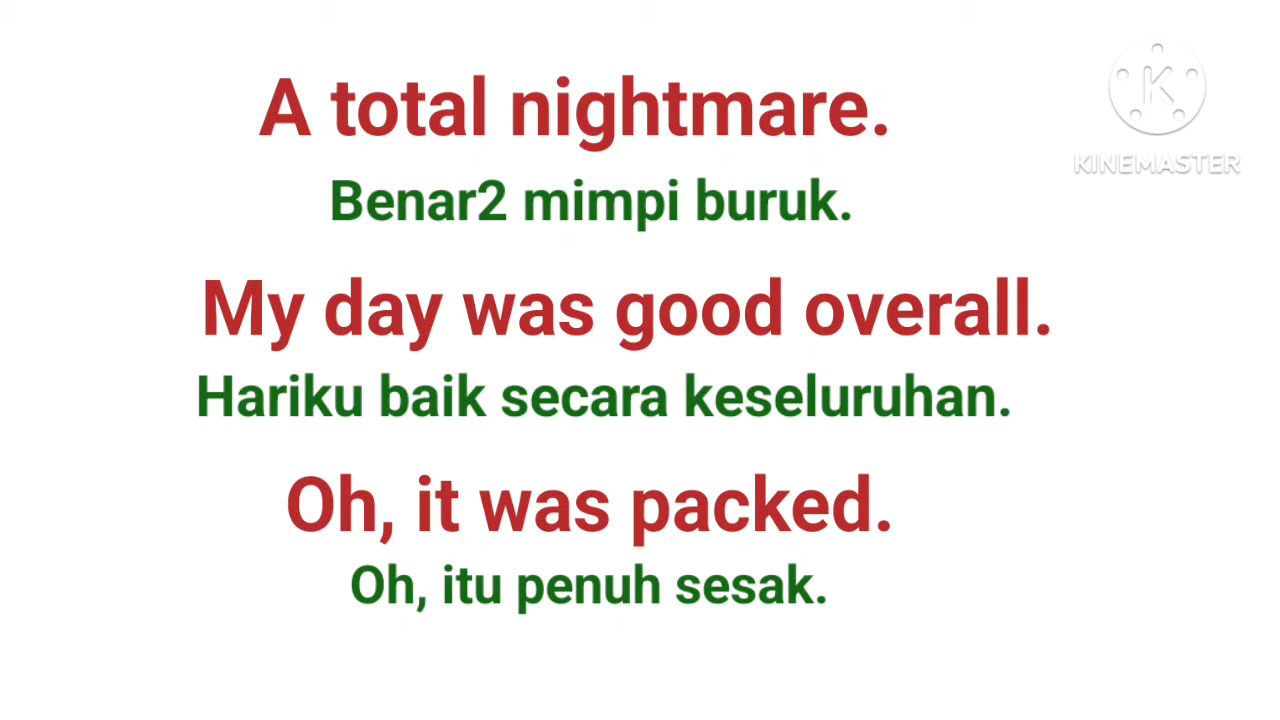 A total nightmare.
Benar2 mimpi buruk.
My day was good overall.
Hariku baik secara keseluruhan.
Oh, it was packed.
Oh, itu penuh sesak.
K
KINEMASTER